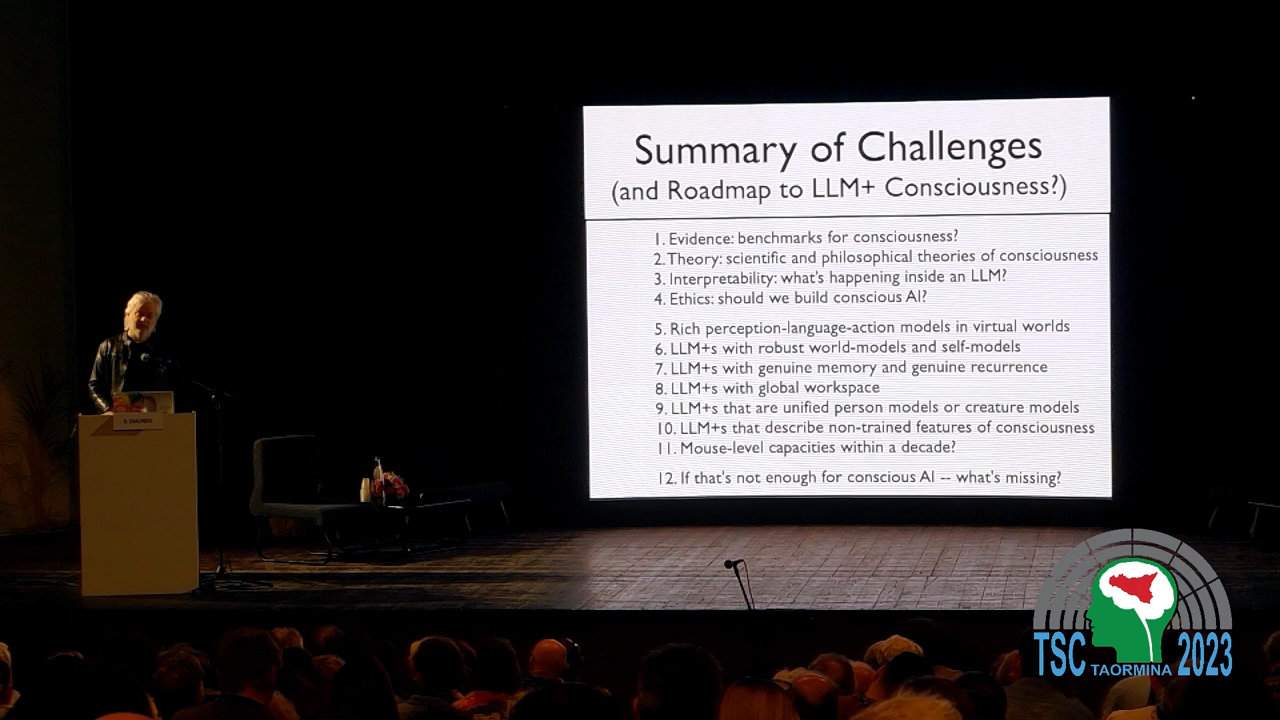 Summary of Challenges
(and Roadmap to LLM+ Consciousness?)
1. Evidence: benchmarks for consciousness?
2. Theory: scientific and philosophical theories of consciousness
3. Interpretability: what's happening inside an LLM?
4. Ethics: should we build conscious AI?
5. Rich perception-language-action models in virtual worlds
6. LLM+s with robust world-models and self-models
7. LLM+s with genuine memory and genuine recurrence
8. LLM+s with global workspace
9. LLM+s that are unified person models or creature models
10. LLM+s that describe non-trained features of consciousness
11. Mouse-level capacities within a decade?
12. If that's not enough for conscious AI -- what's missing?
D. CHALMERS
TSC TAORMINA 2023